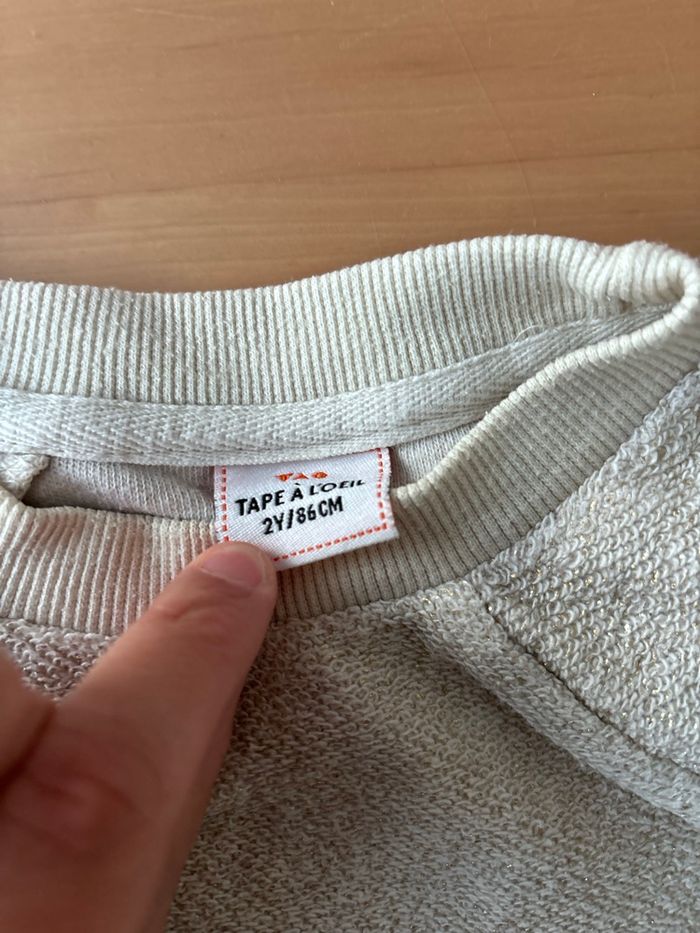 TAO
TAPE À L'OEIL
2Y/86CM